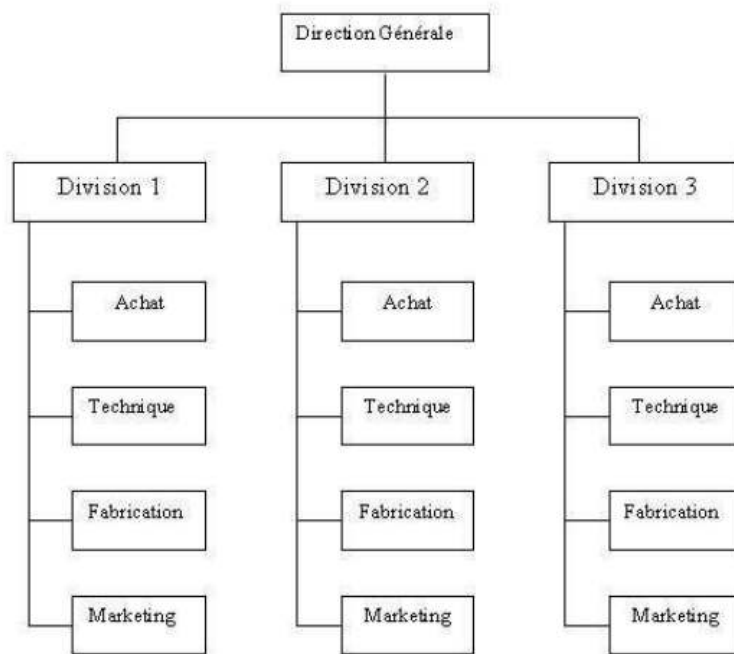 Direction Générale
Division 1
Division 2
Division 3
Achat
Achat
Achat
Technique
Technique
Technique
Fabrication
Fabrication
Fabrication
Marketing
Marketing
Marketing